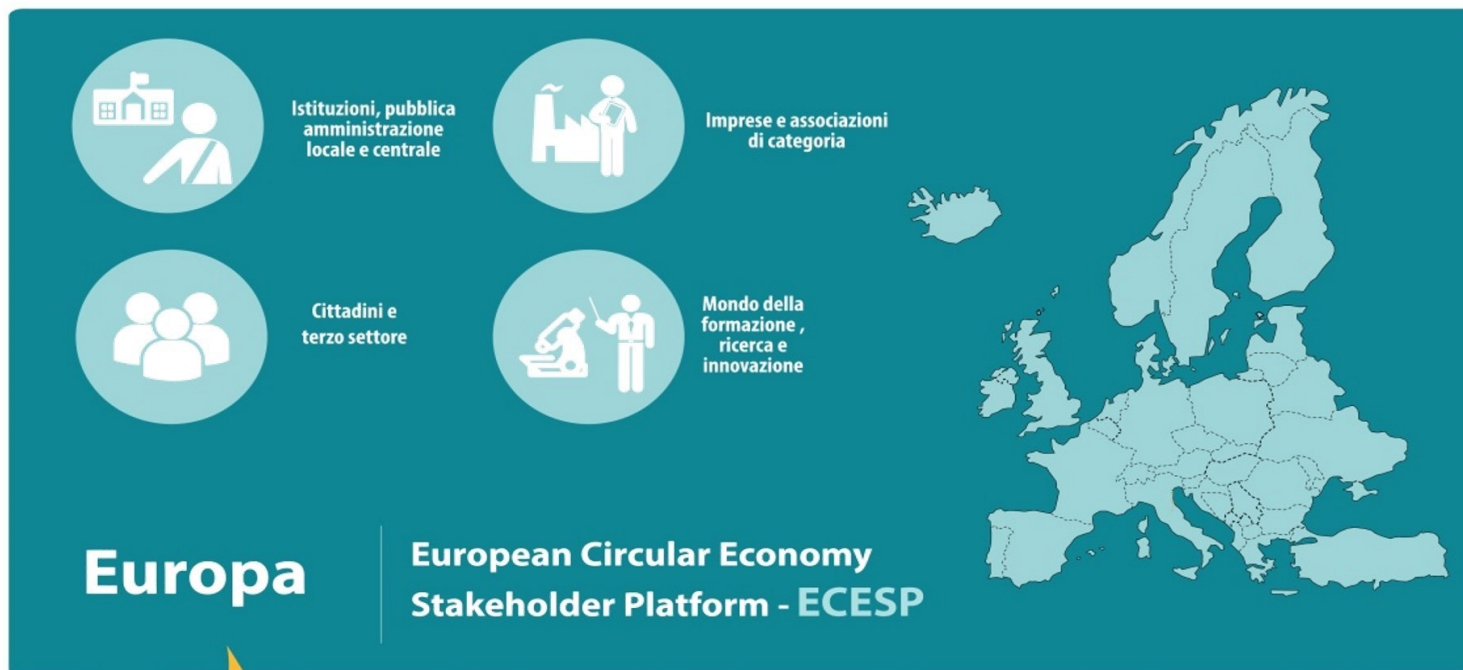 Istituzioni, pubblica
amministrazione
locale e centrale
Imprese e associazioni
di categoria
Cittadini e
terzo settore
Mondo della
formazione ,
ricerca e
innovazione
Europa
European Circular Economy
Stakeholder Platform - ECESP